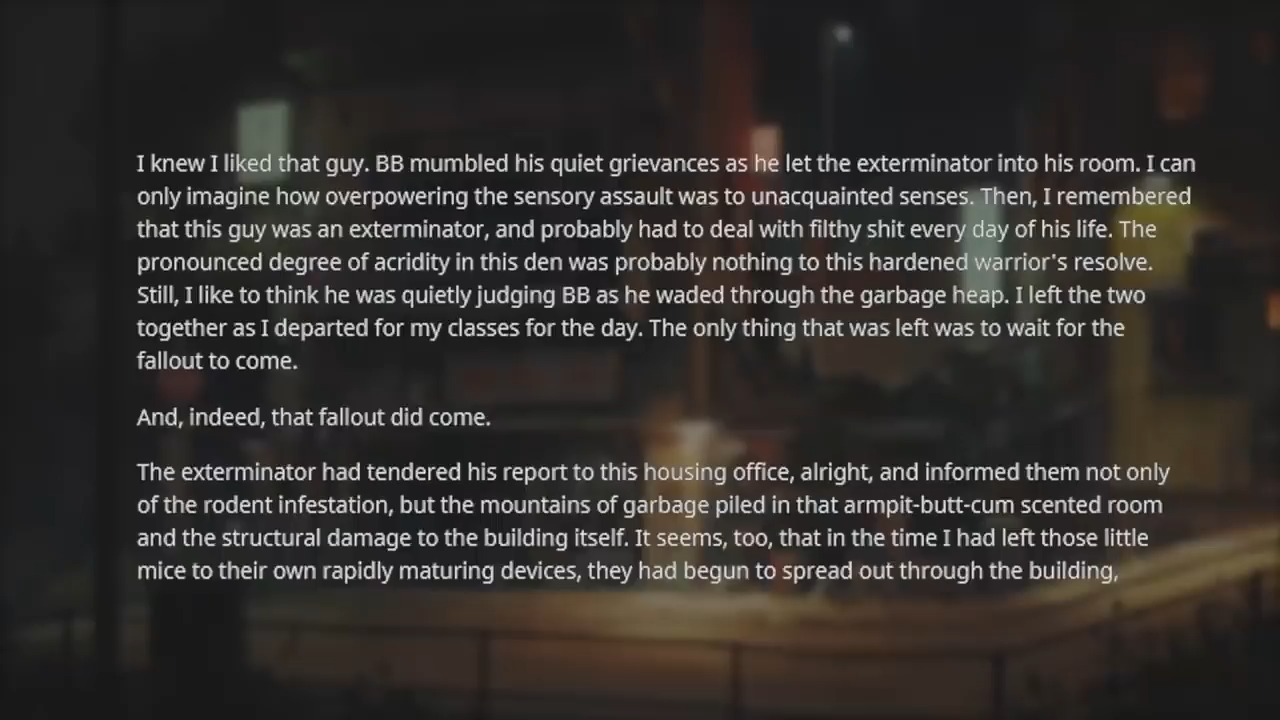 I knew I liked that guy. BB mumbled his quiet grievances as he let the exterminator into his room. I can
only imagine how overpowering the sensory assault was to unacquainted senses. Then, I remembered
that this guy was an exterminator, and probably had to deal with filthy shit every day of his life. The
pronounced degree of acridity in this den was probably nothing to this hardened warrior's resolve.
Still, I like to think he was quietly judging BB as he waded through the garbage heap. I left the two
together as I departed for my classes for the day. The only thing that was left was to wait for the
fallout to come.
And, indeed, that fallout did come.
The exterminator had tendered his report to this housing office, alright, and informed them not only
of the rodent infestation, but the mountains of garbage piled in that armpit-butt-cum scented room
and the structural damage to the building itself. It seems, too, that in the time I had left those little
mice to their own rapidly maturing devices, they had begun to spread out through the building,